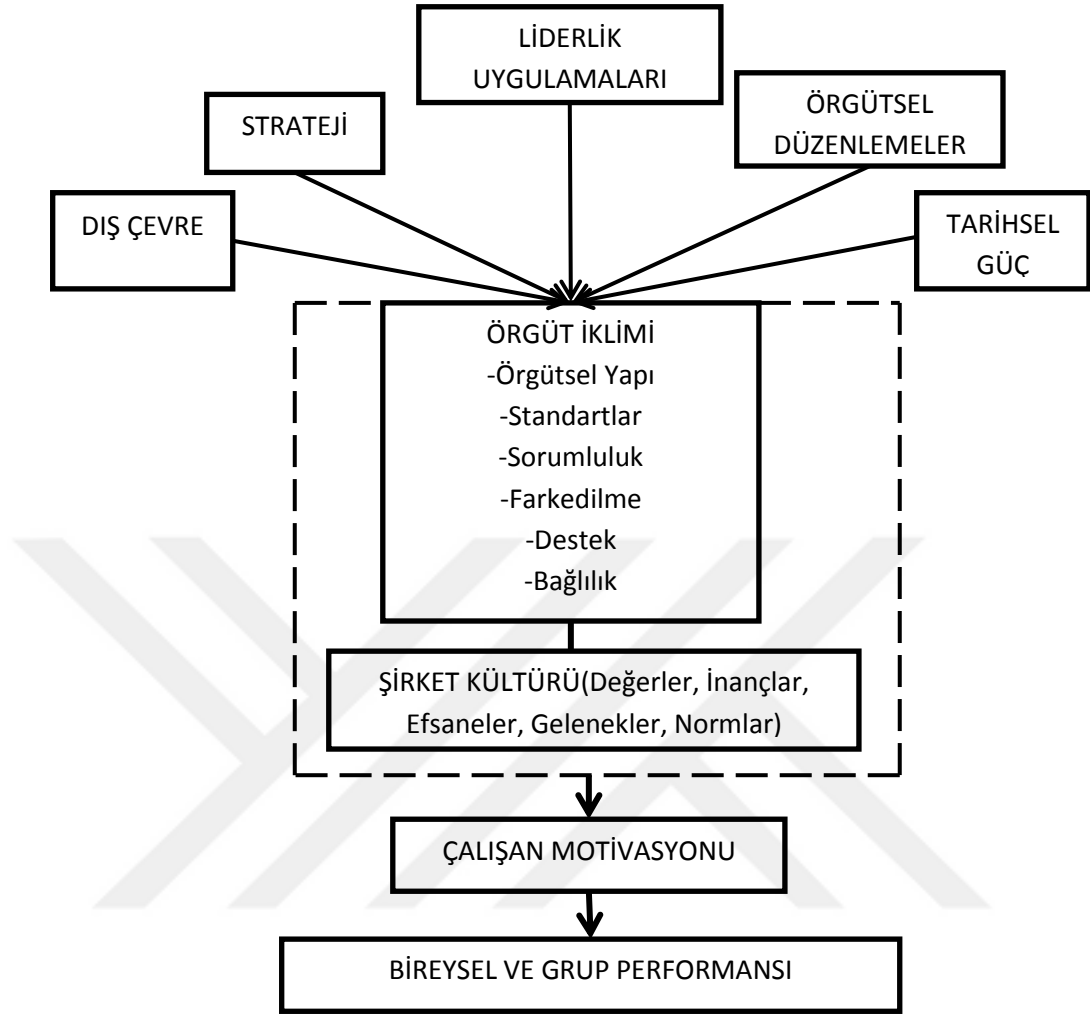 LİDERLİK
UYGULAMALARI
STRATEJİ
ÖRGÜTSEL
DÜZENLEMELER
DIŞ ÇEVRE
TARİHSEL
GÜÇ
ÖRGÜT İKLİMİ
-Örgütsel Yapı
-Standartlar
-Sorumluluk
-Farkedilme
-Destek
-Bağlılık
ŞİRKET KÜLTÜRÜ(Değerler, İnançlar,
Efsaneler, Gelenekler, Normlar)
ÇALIŞAN MOTİVASYONU
BİREYSEL VE GRUP PERFORMANSI